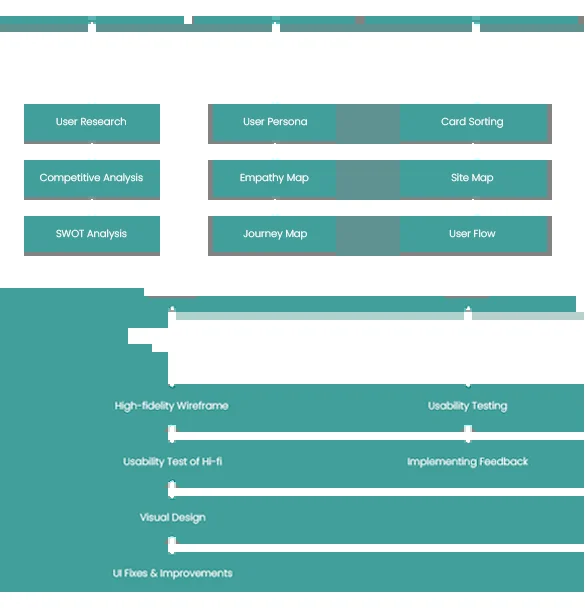 User Research
User Persona
Card Sorting
Competitive Analysis
Empathy Map
Site Map
SWOT Analysis
Journey Map
User Flow
High-fidelity Wireframe
Usability Testing
Usability Test of Hi-fi
Implementing Feedback
Visual Design
UI Fixes & Improvements